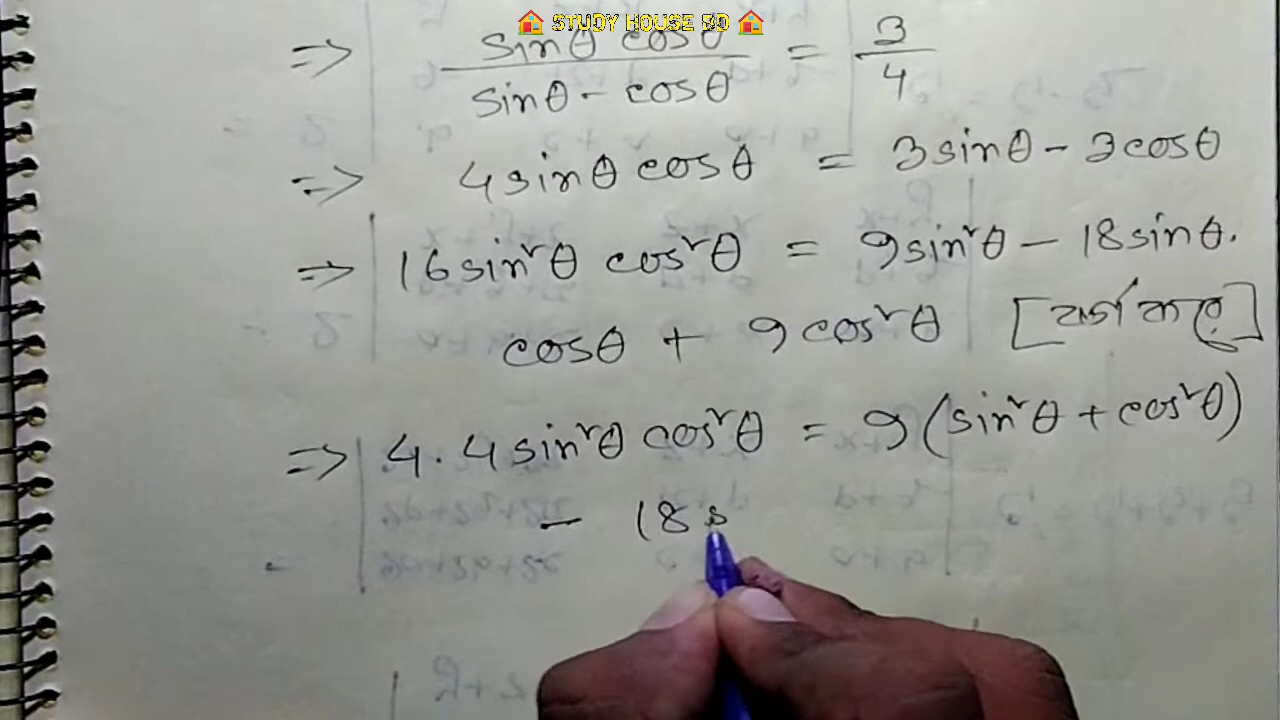 🏠 STUDY HOUSE BD 🏠
=> sinθ cosθ / sinθ - cosθ = 3/4
=> 4sinθ cosθ = 3sinθ - 3cosθ
=> 16sin²θ cos²θ = 9sin²θ - 18sinθ.
cosθ + 9cos²θ [বর্গ করে]
=> 4.4sin²θ cos²θ = 9(sin²θ + cos²θ)
- 18s